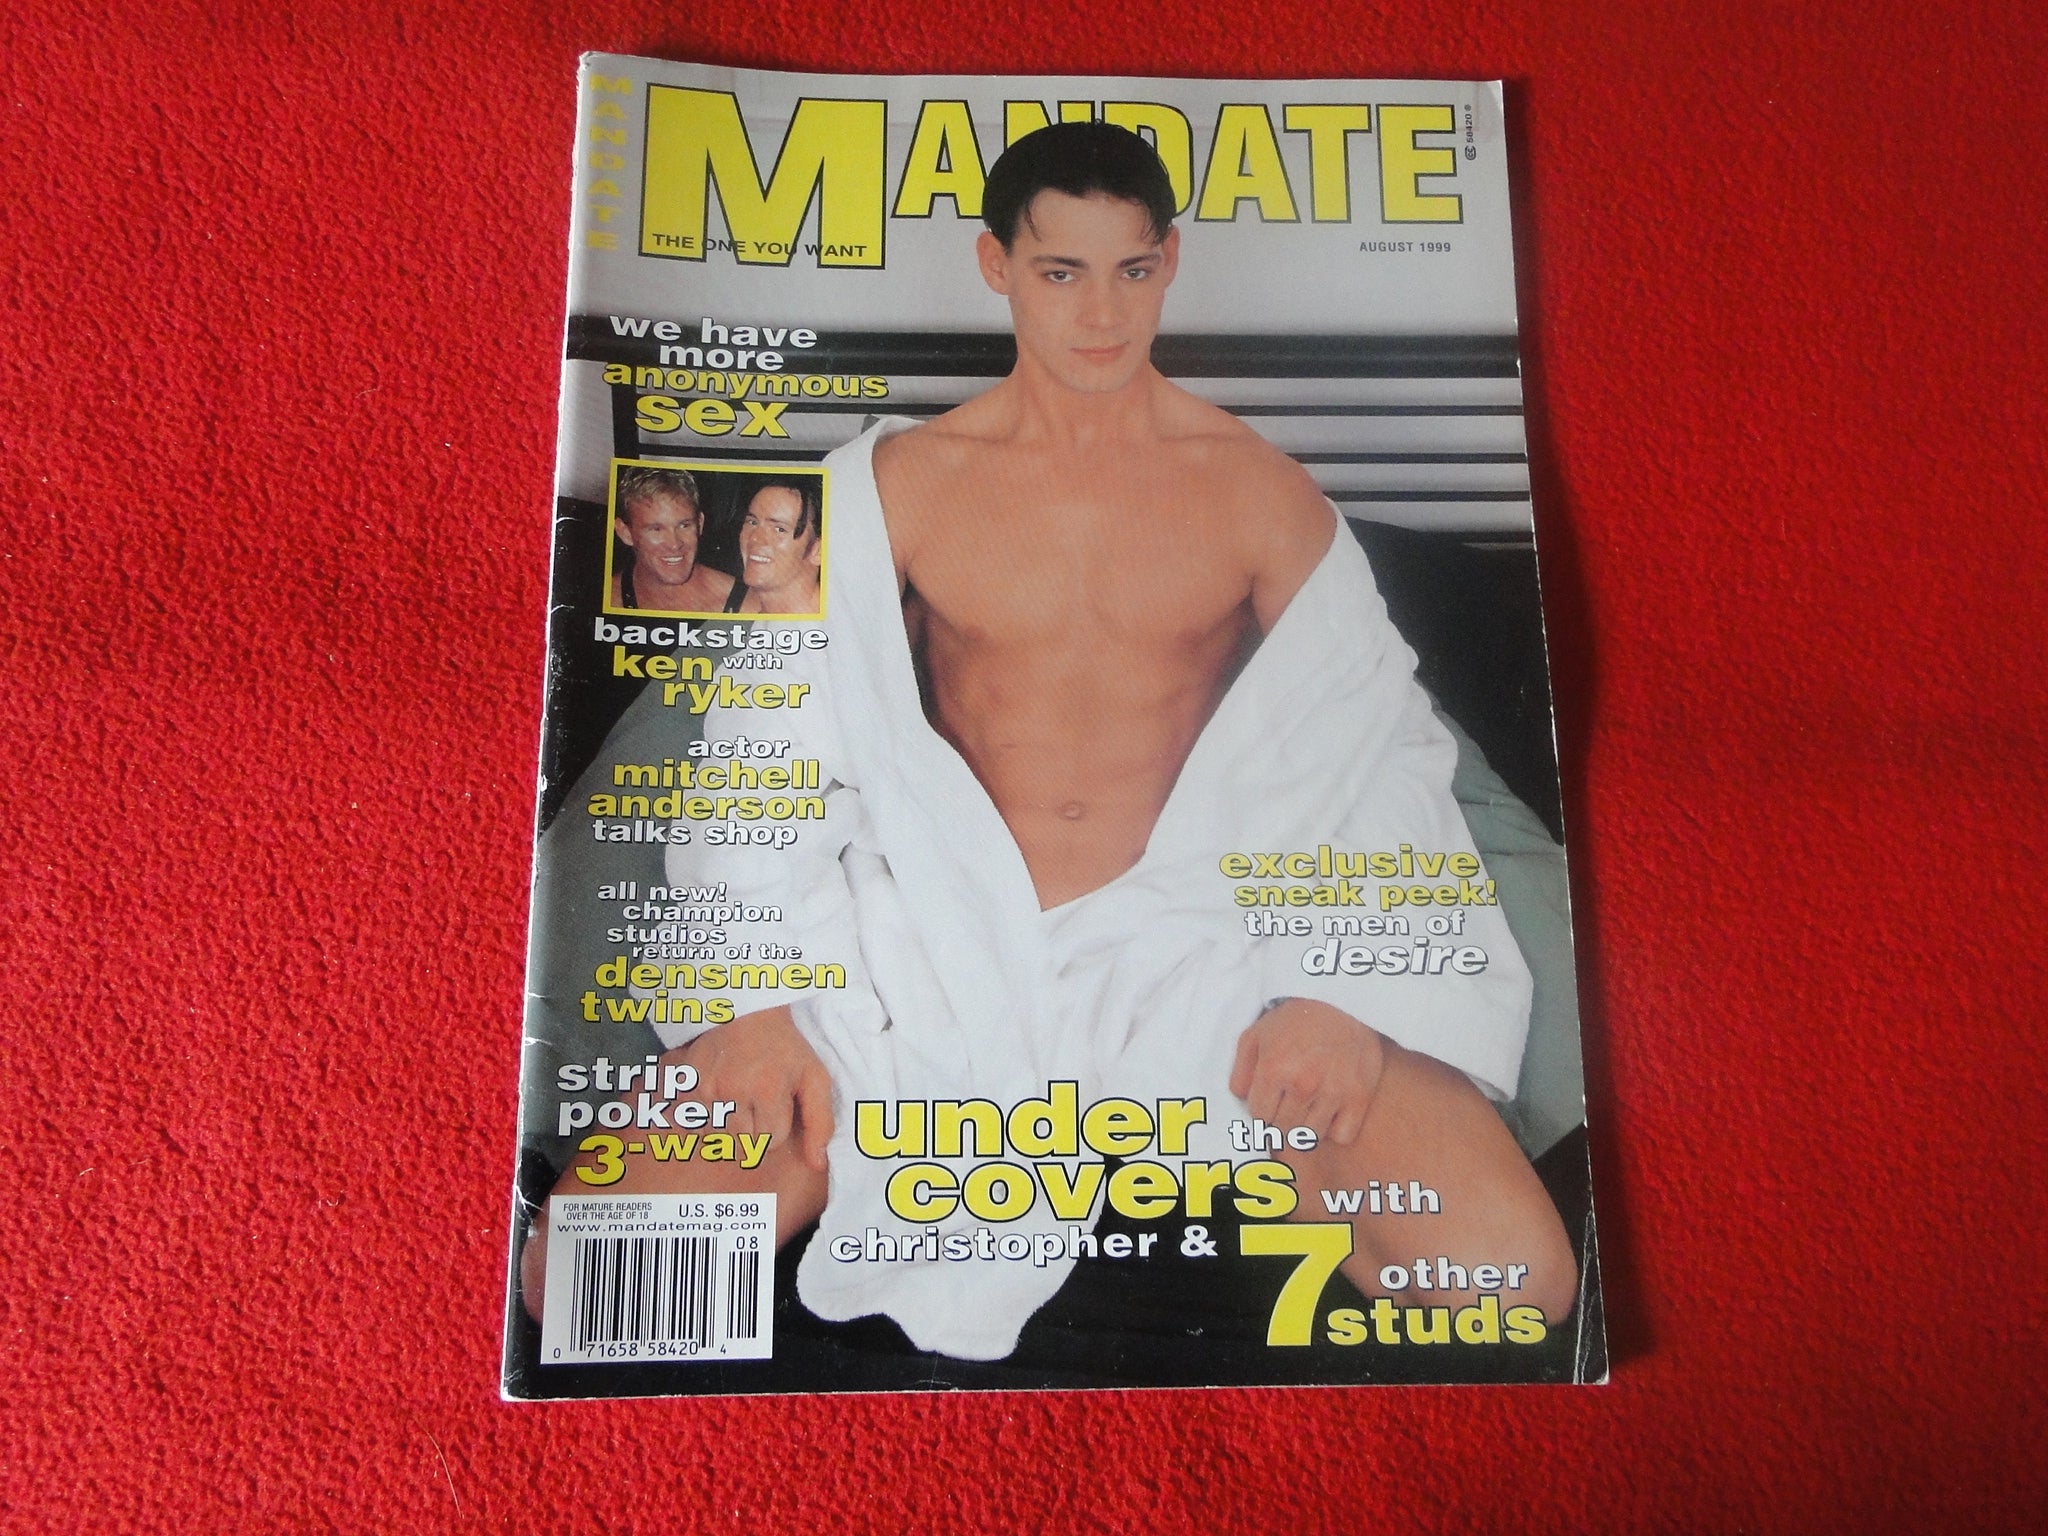 MANDATE
MANDATE
58420
THE ONE YOU WANT
AUGUST 1999
we have
more
anonymous
sex
backstage
ken with
ryker
actor
mitchell
anderson
talks shop
all new!
champion
studios
return of the
densmen
twins
strip
poker
3-way
exclusive
sneak peek!
the men of
desire
under the
covers with
christopher & 7 other
studs
FOR MATURE READERS
OVER THE AGE OF 18
U.S. $6.99
www.mandatemag.com
08
0 71658 58420 4